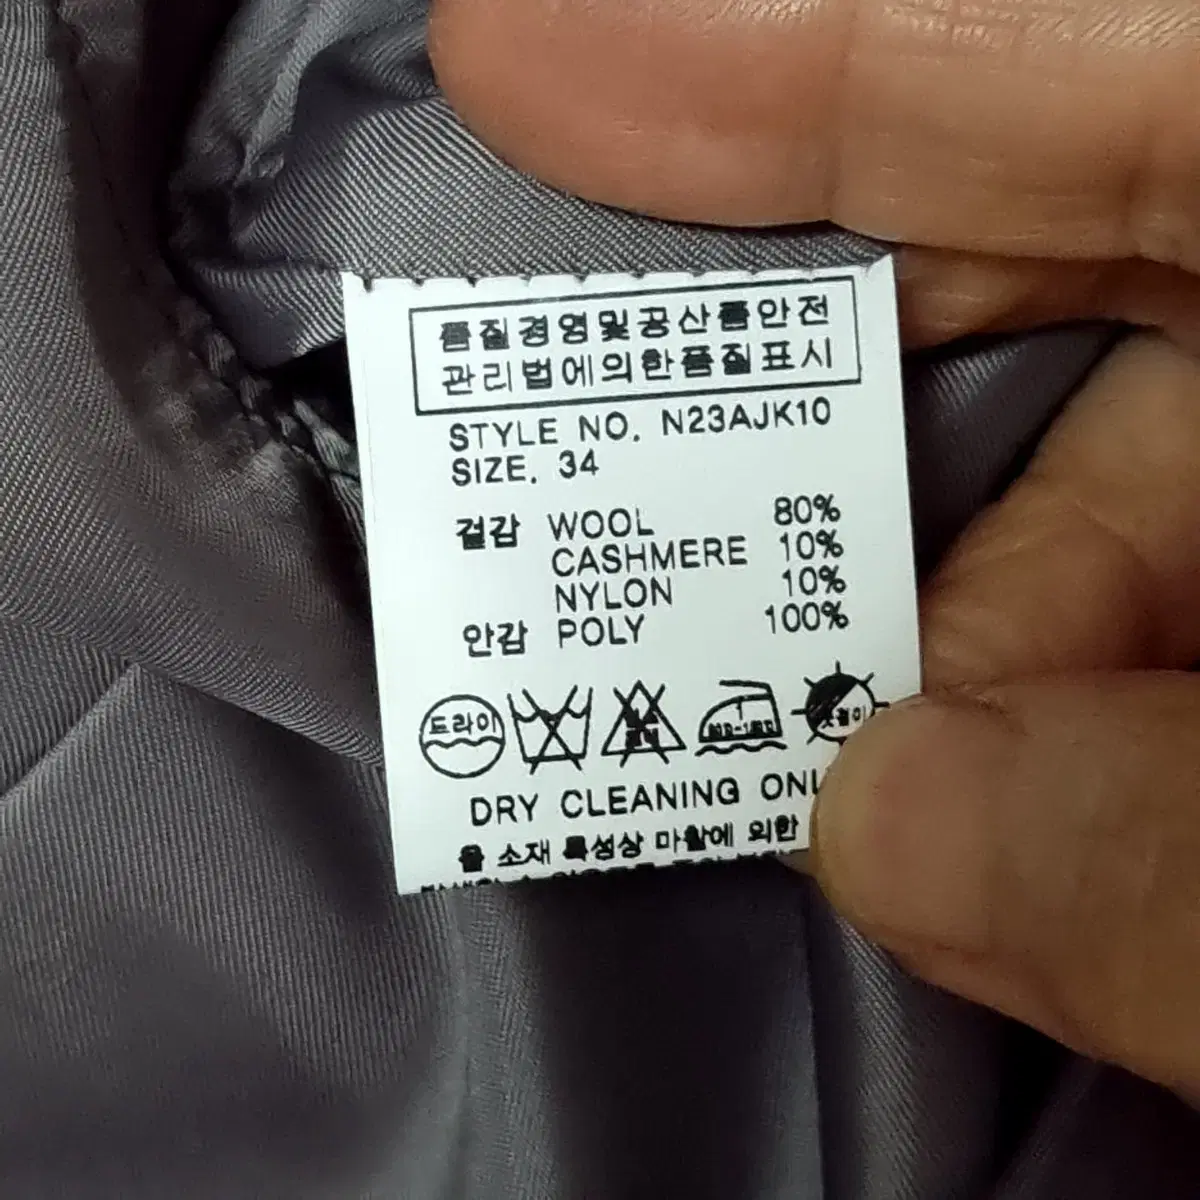 품질경영및공산품안전
관리법에의한품질표시
STYLE NO. N23AJK10
SIZE. 34
겉감 WOOL 80%
CASHMERE 10%
NYLON 10%
안감 POLY 100%
드라이
DRY CLEANING ONL
울 소재 특성상 마찰에 의한